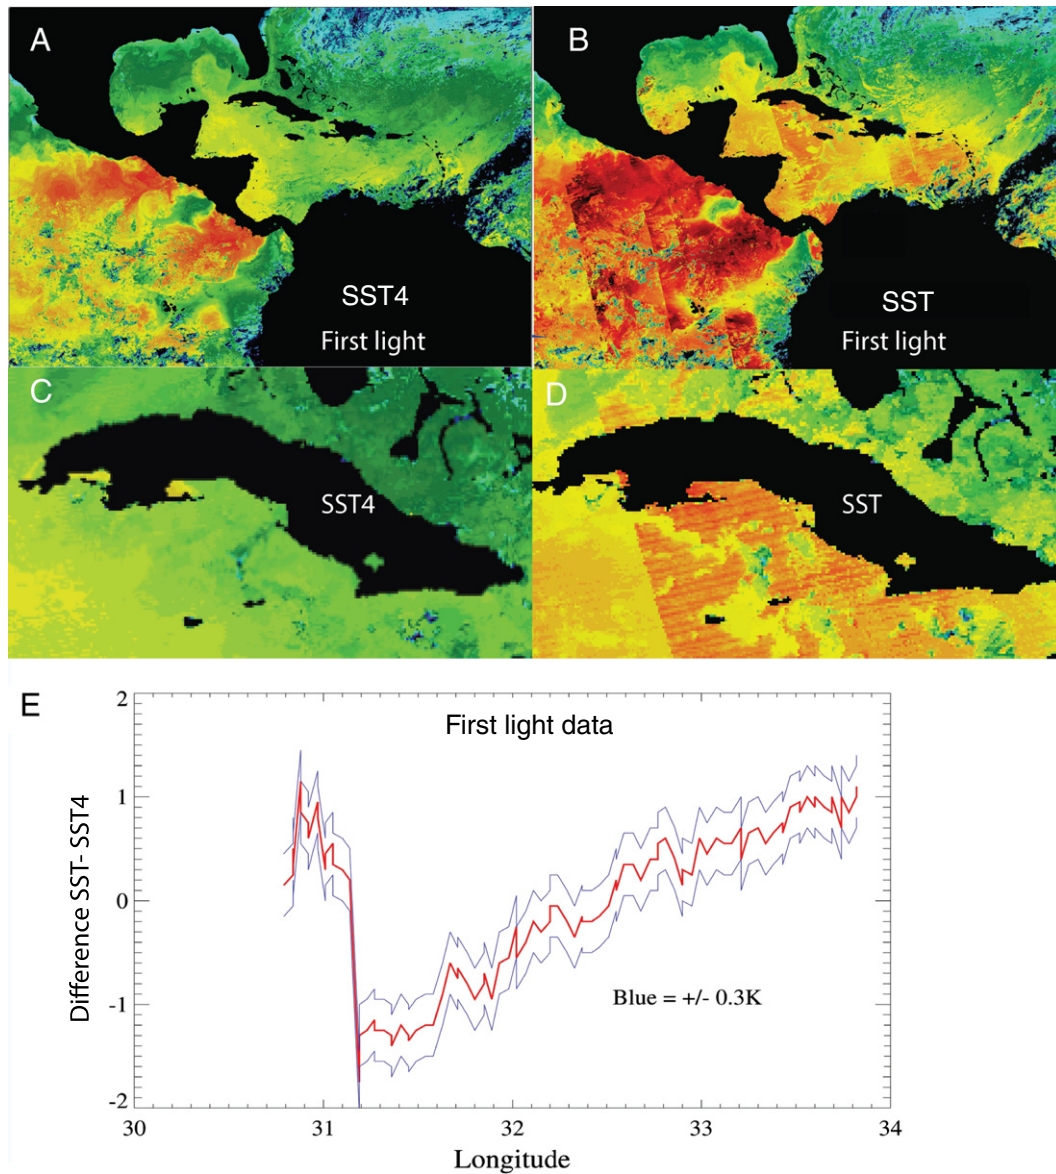 A
B
SST4
First light
SST
First light
C
D
SST4
SST
E
First light data
2
1
0
-1
-2
Difference SST- SST4
Blue = +/- 0.3K
30
31
32
33
34
Longitude